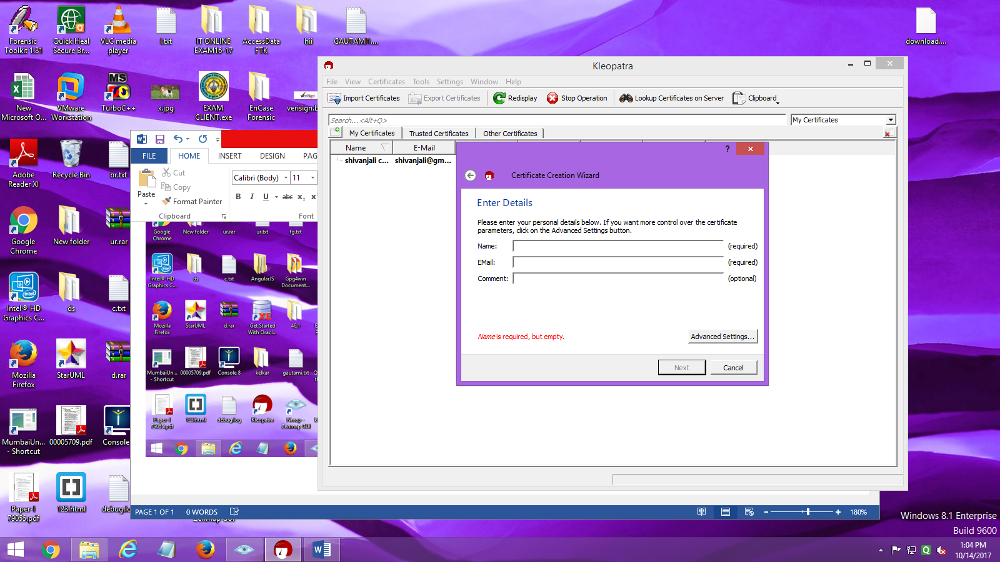 Forensic Toolkit 1.81
Quick Heal Secure Br...
VLC media player
l.txt
IT ONLINE EXAM16-17
AccessData FTK
hii
GAUTAMI1....
download....
New Microsoft O...
VMware Workstation
MS
TurboC++
x.jpg
EXAM CLIENT.exe
EnCase Forensic
VeriSign
verisign.b
Adobe Reader XI
Recycle Bin
br.txt
Google Chrome
New folder
ur.rar
Intel® HD Graphics C...
ds
c.txt
Mozilla Firefox
StarUML
d.rar
MumbaiUn... - Shortcut
00005709.pdf
Console
Paper-I 79055.pdf
123.html
debug.lo
Zenmap GUI
FILE
HOME
INSERT
DESIGN
PAG
Cut
Copy
Format Painter
Paste
Clipboard
Calibri (Body)
11
B I U abc x₂ x
Font
Google Chrome
New folder
ur.rar
ur.txt
fg.txt
Intel® HD Graphics C...
ds
c.txt
AngularJS
Gpg4win Document...
Mozilla Firefox
StarUML
d.rar
XE
Get Started With Oracl...
46,1
MumbaiUn... - Shortcut
00005709.pdf
Console 8
kelkar
gautami.txt
Paper-I 79055.pdf
123.html
debug.log
Kleopatra
Nmap - Zenmap GUI
PAGE 1 OF 1
0 WORDS
180%
Kleopatra
File View Certificates Tools Settings Window Help
Import Certificates
Export Certificates
Redisplay
Stop Operation
Lookup Certificates on Server
Clipboard
Search...<Alt+Q>
My Certificates
My Certificates
Trusted Certificates
Other Certificates
Name
E-Mail
shivanjali c...
shivanjali@gm...
?
Certificate Creation Wizard
Enter Details
Please enter your personal details below. If you want more control over the certificate
parameters, click on the Advanced Settings button.
Name:
(required)
EMail:
(required)
Comment:
(optional)
Name is required, but empty.
Advanced Settings...
Next
Cancel
Windows 8.1 Enterprise
Build 9600
1:04 PM
10/14/2017